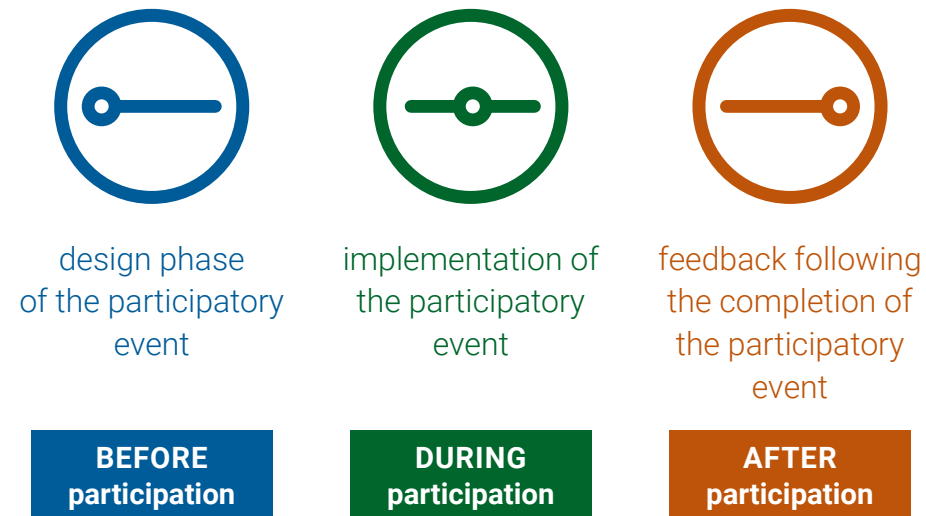 design phase
of the participatory
event
BEFORE
participation
implementation of
the participatory
event
DURING
participation
feedback following
the completion of
the participatory
event
AFTER
participation